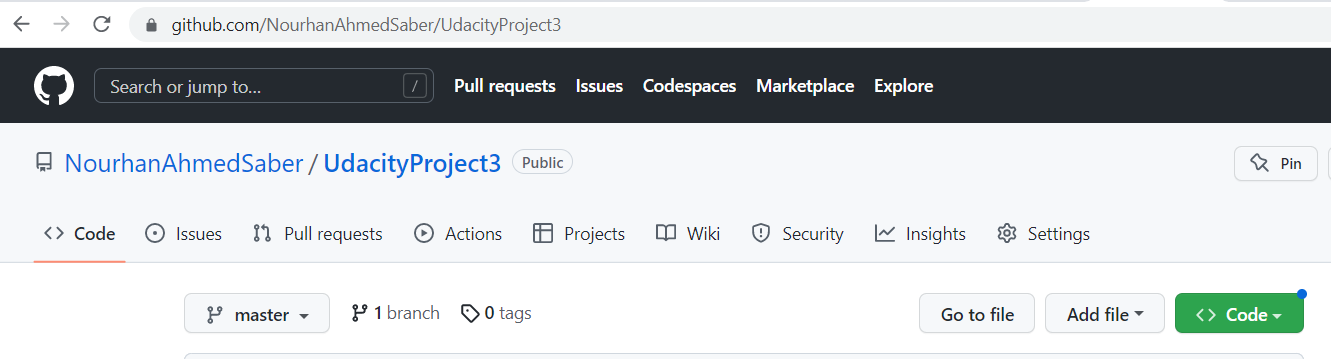 github.com/NourhanAhmedSaber/UdacityProject3
Search or jump to... / Pull requests Issues Codespaces Marketplace Explore
NourhanAhmedSaber / UdacityProject3 Public Pin
Code Issues Pull requests Actions Projects Wiki Security Insights Settings
master 1 branch 0 tags Go to file Add file Code